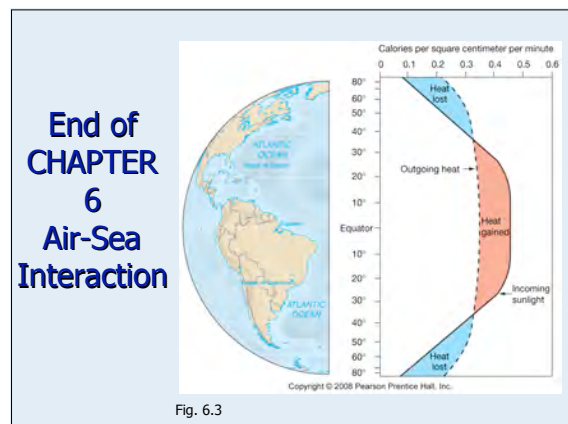 End of
CHAPTER
6
Air-Sea
Interaction
Calories per square centimeter per minute
0 0.1 0.2 0.3 0.4 0.5 0.6
80°
60°
50°
40°
30°
20°
10°
Equator
10°
20°
30°
40°
50°
60°
80°
Heat
lost
Outgoing heat
Heat
gained
Incoming
sunlight
Heat
lost
ATLANTIC
OCEAN
ATLANTIC
OCEAN
Copyright © 2008 Pearson Prentice Hall, Inc.
Fig. 6.3